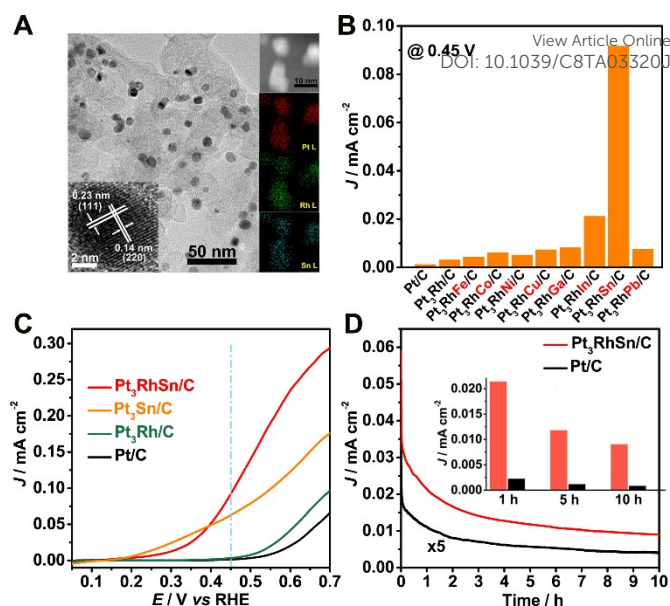 View Article Online
DOI: 10.1039/C8TA03320J
A
10 nm
Pt L
Rh L
Sn L
0.23 nm
(111)
0.14 nm
(220)
2 nm
50 nm
B
@ 0.45 V
J / mA cm⁻²
0.10
0.08
0.06
0.04
0.02
0.00
Pt/C
Pt₃Rh/C
Pt₃RhFe/C
Pt₃RhCo/C
Pt₃RhNi/C
Pt₃RhCu/C
Pt₃RhGa/C
Pt₃RhIn/C
Pt₃RhSn/C
Pt₃RhPb/C
C
J / mA cm⁻²
0.30
0.25
0.20
0.15
0.10
0.05
0.00
Pt₃RhSn/C
Pt₃Sn/C
Pt₃Rh/C
Pt/C
0.1 0.2 0.3 0.4 0.5 0.6 0.7
E / V vs RHE
D
J / mA cm⁻²
0.06
0.05
0.04
0.03
0.02
0.01
0.00
Pt₃RhSn/C
Pt/C
0.020
0.015
0.010
0.005
0.000
1 h 5 h 10 h
x5
0 1 2 3 4 5 6 7 8 9 10
Time / h